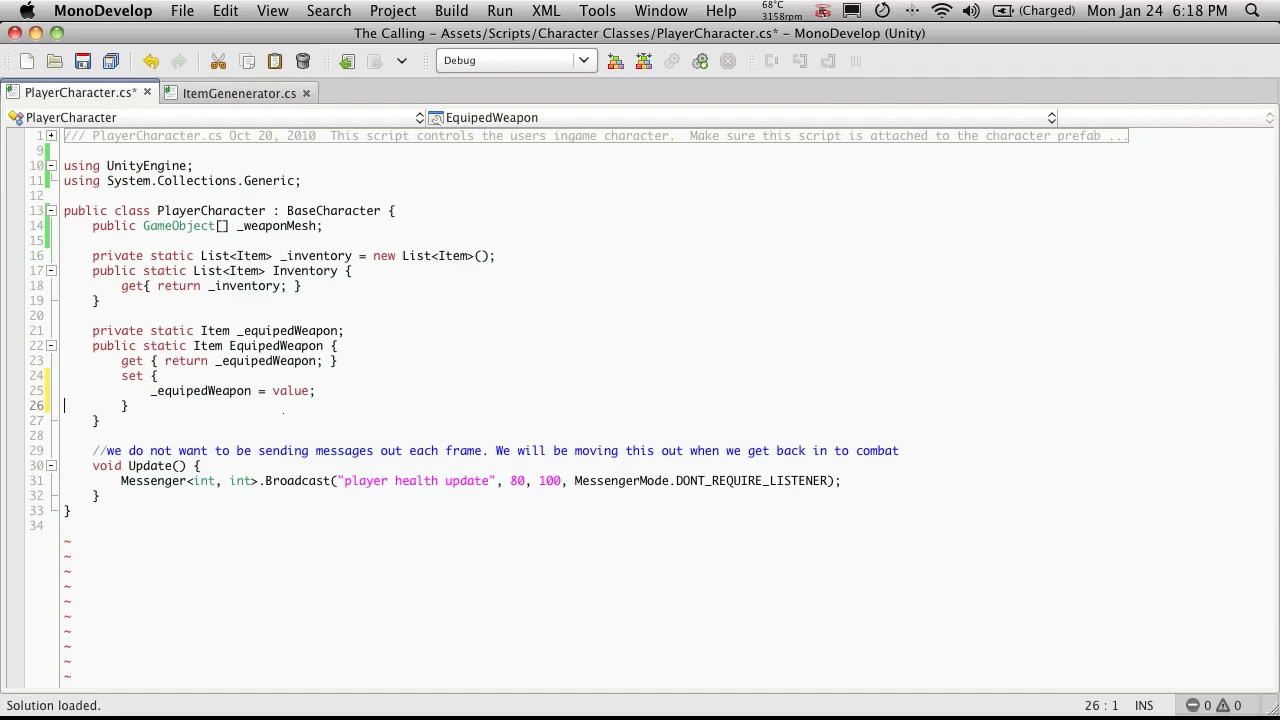 MonoDevelop File Edit View Search Project Build Run XML Tools Window Help 68°C 3158rpm (Charged) Mon Jan 24 6:18 PM
The Calling - Assets/Scripts/Character Classes/PlayerCharacter.cs* - MonoDevelop (Unity)
Debug
PlayerCharacter.cs* × ItemGenenerator.cs ×
PlayerCharacter EquipedWeapon
1 /// PlayerCharacter.cs Oct 20, 2010 This script controls the users ingame character. Make sure this script is attached to the character prefab ...
9
10 using UnityEngine;
11 using System.Collections.Generic;
12
13 public class PlayerCharacter : BaseCharacter {
14 public GameObject[] _weaponMesh;
15
16 private static List<Item> _inventory = new List<Item>();
17 public static List<Item> Inventory {
18 get{ return _inventory; }
19 }
20
21 private static Item _equipedWeapon;
22 public static Item EquipedWeapon {
23 get { return _equipedWeapon; }
24 set {
25 _equipedWeapon = value;
26 }
27 }
28
29 //we do not want to be sending messages out each frame. We will be moving this out when we get back in to combat
30 void Update() {
31 Messenger<int, int>.Broadcast("player health update", 80, 100, MessengerMode.DONT_REQUIRE_LISTENER);
32 }
33 }
34
~
~
~
~
~
~
~
~
~
~
Solution loaded. 26 : 1 INS 0 0